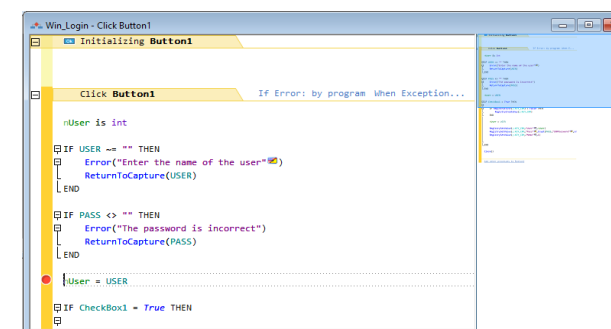 Win_Login - Click Button1
Initializing Button1
Click Button1 If Error: by program When Exception...
nUser is int
IF USER ~= "" THEN
Error("Enter the name of the user")
ReturnToCapture(USER)
END
IF PASS <> "" THEN
Error("The password is incorrect")
ReturnToCapture(PASS)
END
nUser = USER
IF CheckBox1 = True THEN